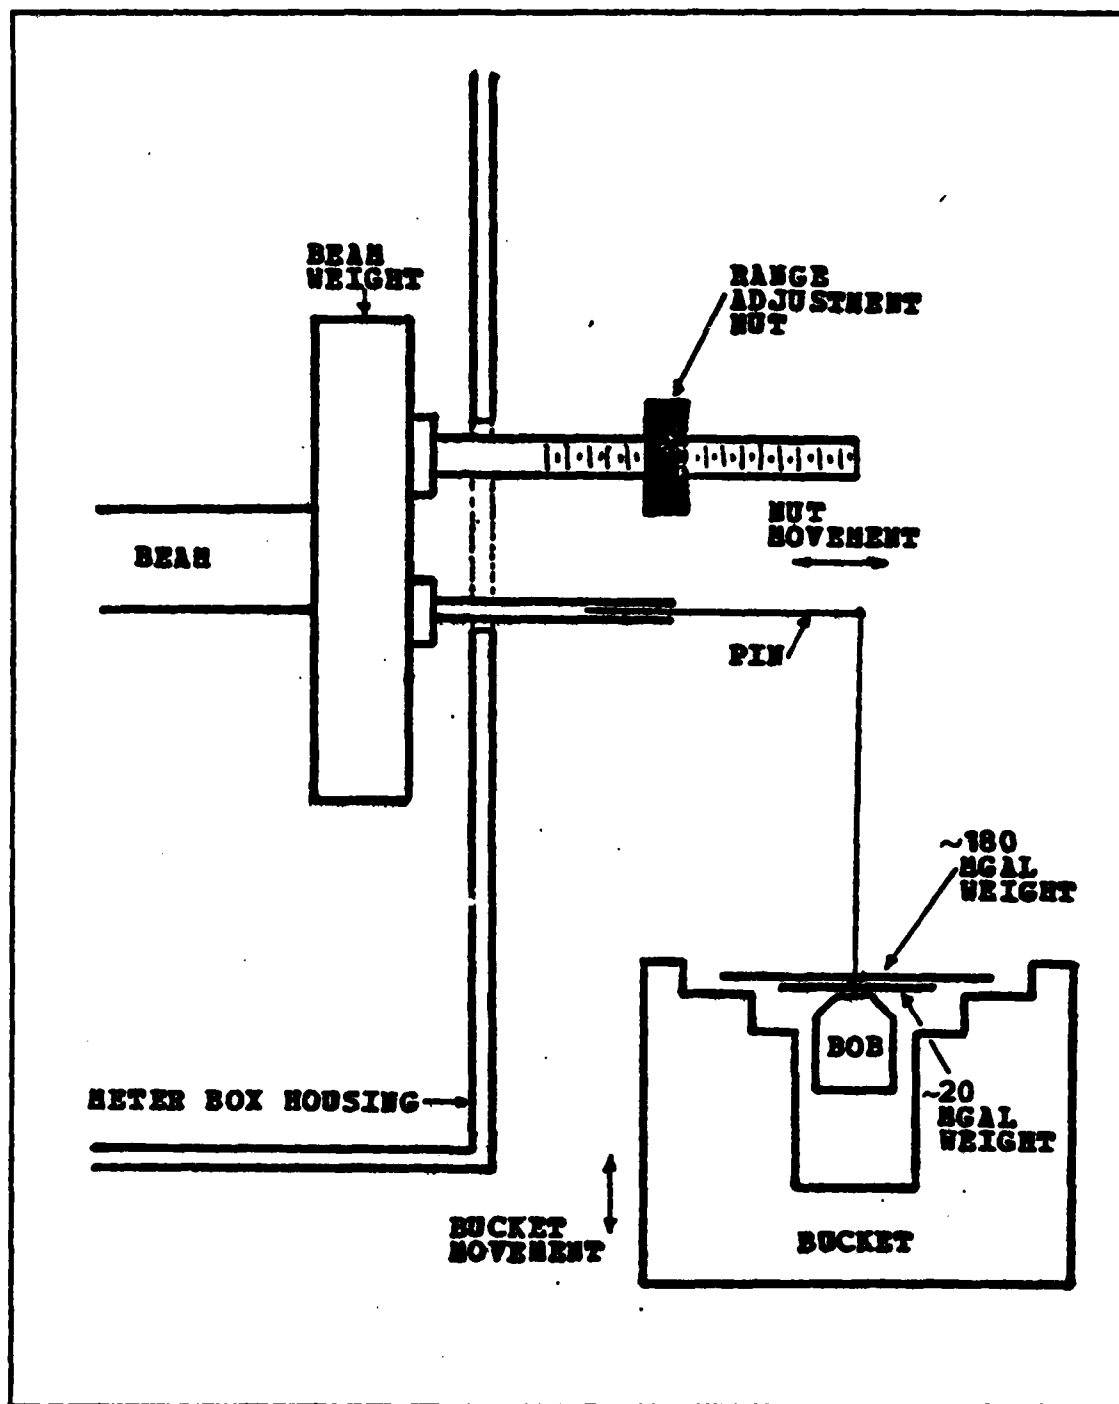 BEAM
WEIGHT
RANGE
ADJUSTMENT
NUT
BEAM
NUT
MOVEMENT
PIN
~180
MGAL
WEIGHT
BOB
METER BOX HOUSING
~20
MGAL
WEIGHT
BUCKET
MOVEMENT
BUCKET